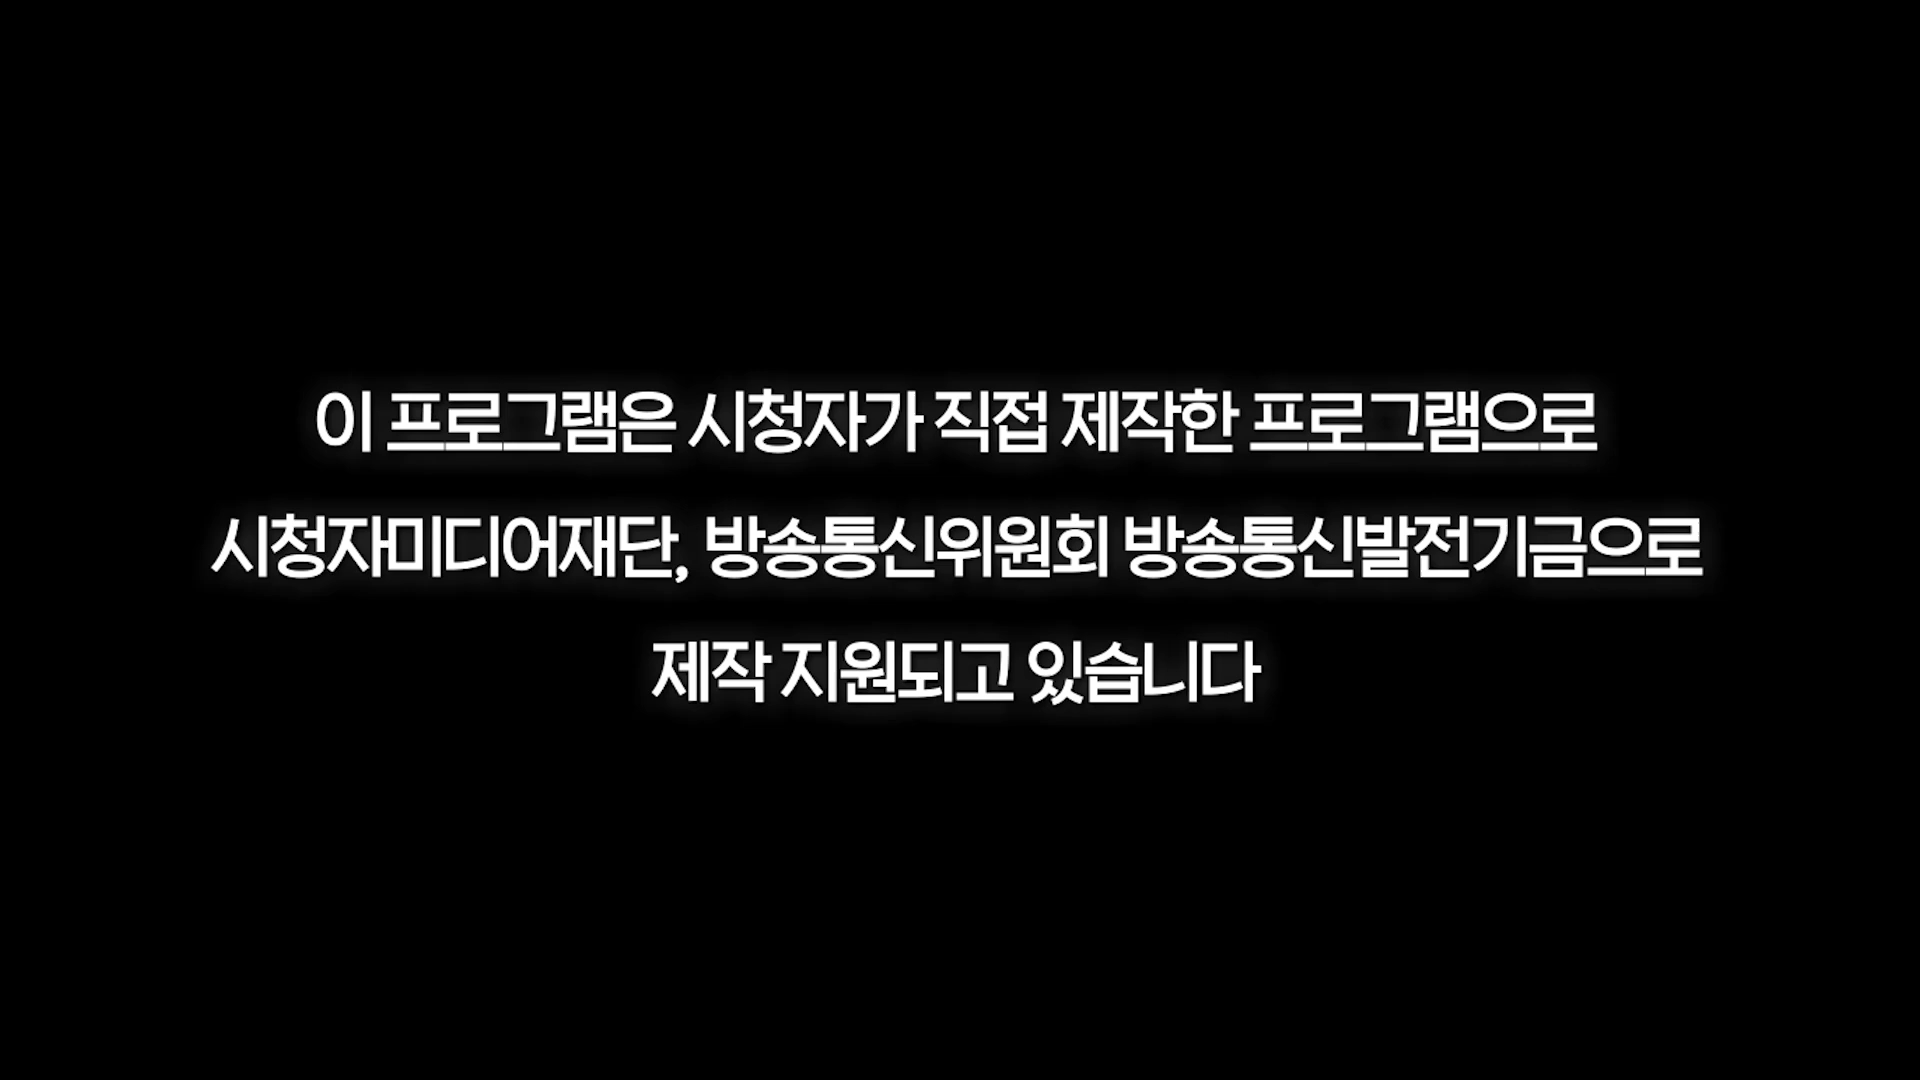 이 프로그램은 시청자가 직접 제작한 프로그램으로
시청자미디어재단, 방송통신위원회 방송통신발전기금으로
제작 지원되고 있습니다